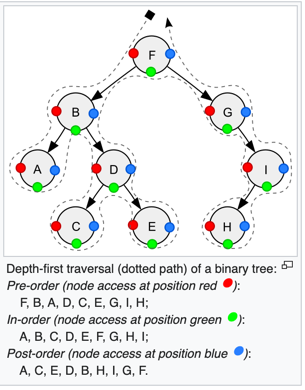 F
B
G
A
D
I
C
E
H
Depth-first traversal (dotted path) of a binary tree:
Pre-order (node access at position red ):
F, B, A, D, C, E, G, I, H;
In-order (node access at position green ):
A, B, C, D, E, F, G, H, I;
Post-order (node access at position blue ):
A, C, E, D, B, H, I, G, F.